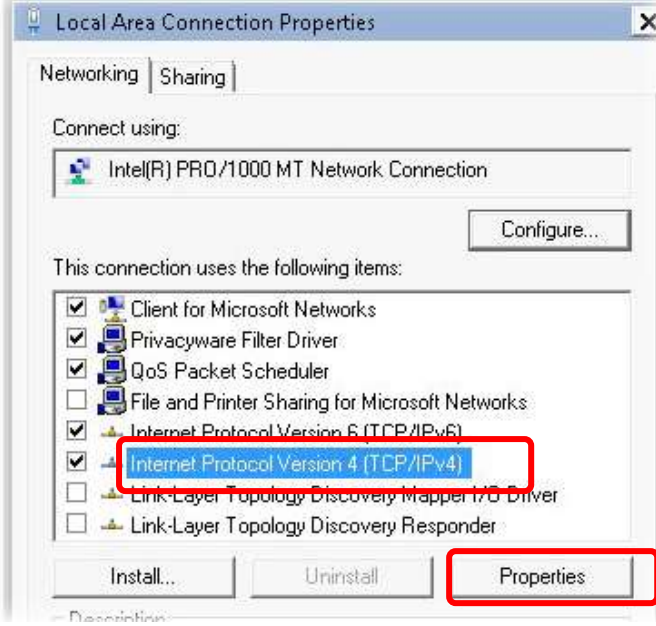 Local Area Connection Properties
Networking
Sharing
Connect using:
Intel(R) PRO/1000 MT Network Connection
Configure...
This connection uses the following items:
Client for Microsoft Networks
Privacyware Filter Driver
QoS Packet Scheduler
File and Printer Sharing for Microsoft Networks
Internet Protocol Version 6 (TCP/IPv6)
Internet Protocol Version 4 (TCP/IPv4)
Link-Layer Topology Discovery Mapper I/O Driver
Link-Layer Topology Discovery Responder
Install...
Uninstall
Properties
Description